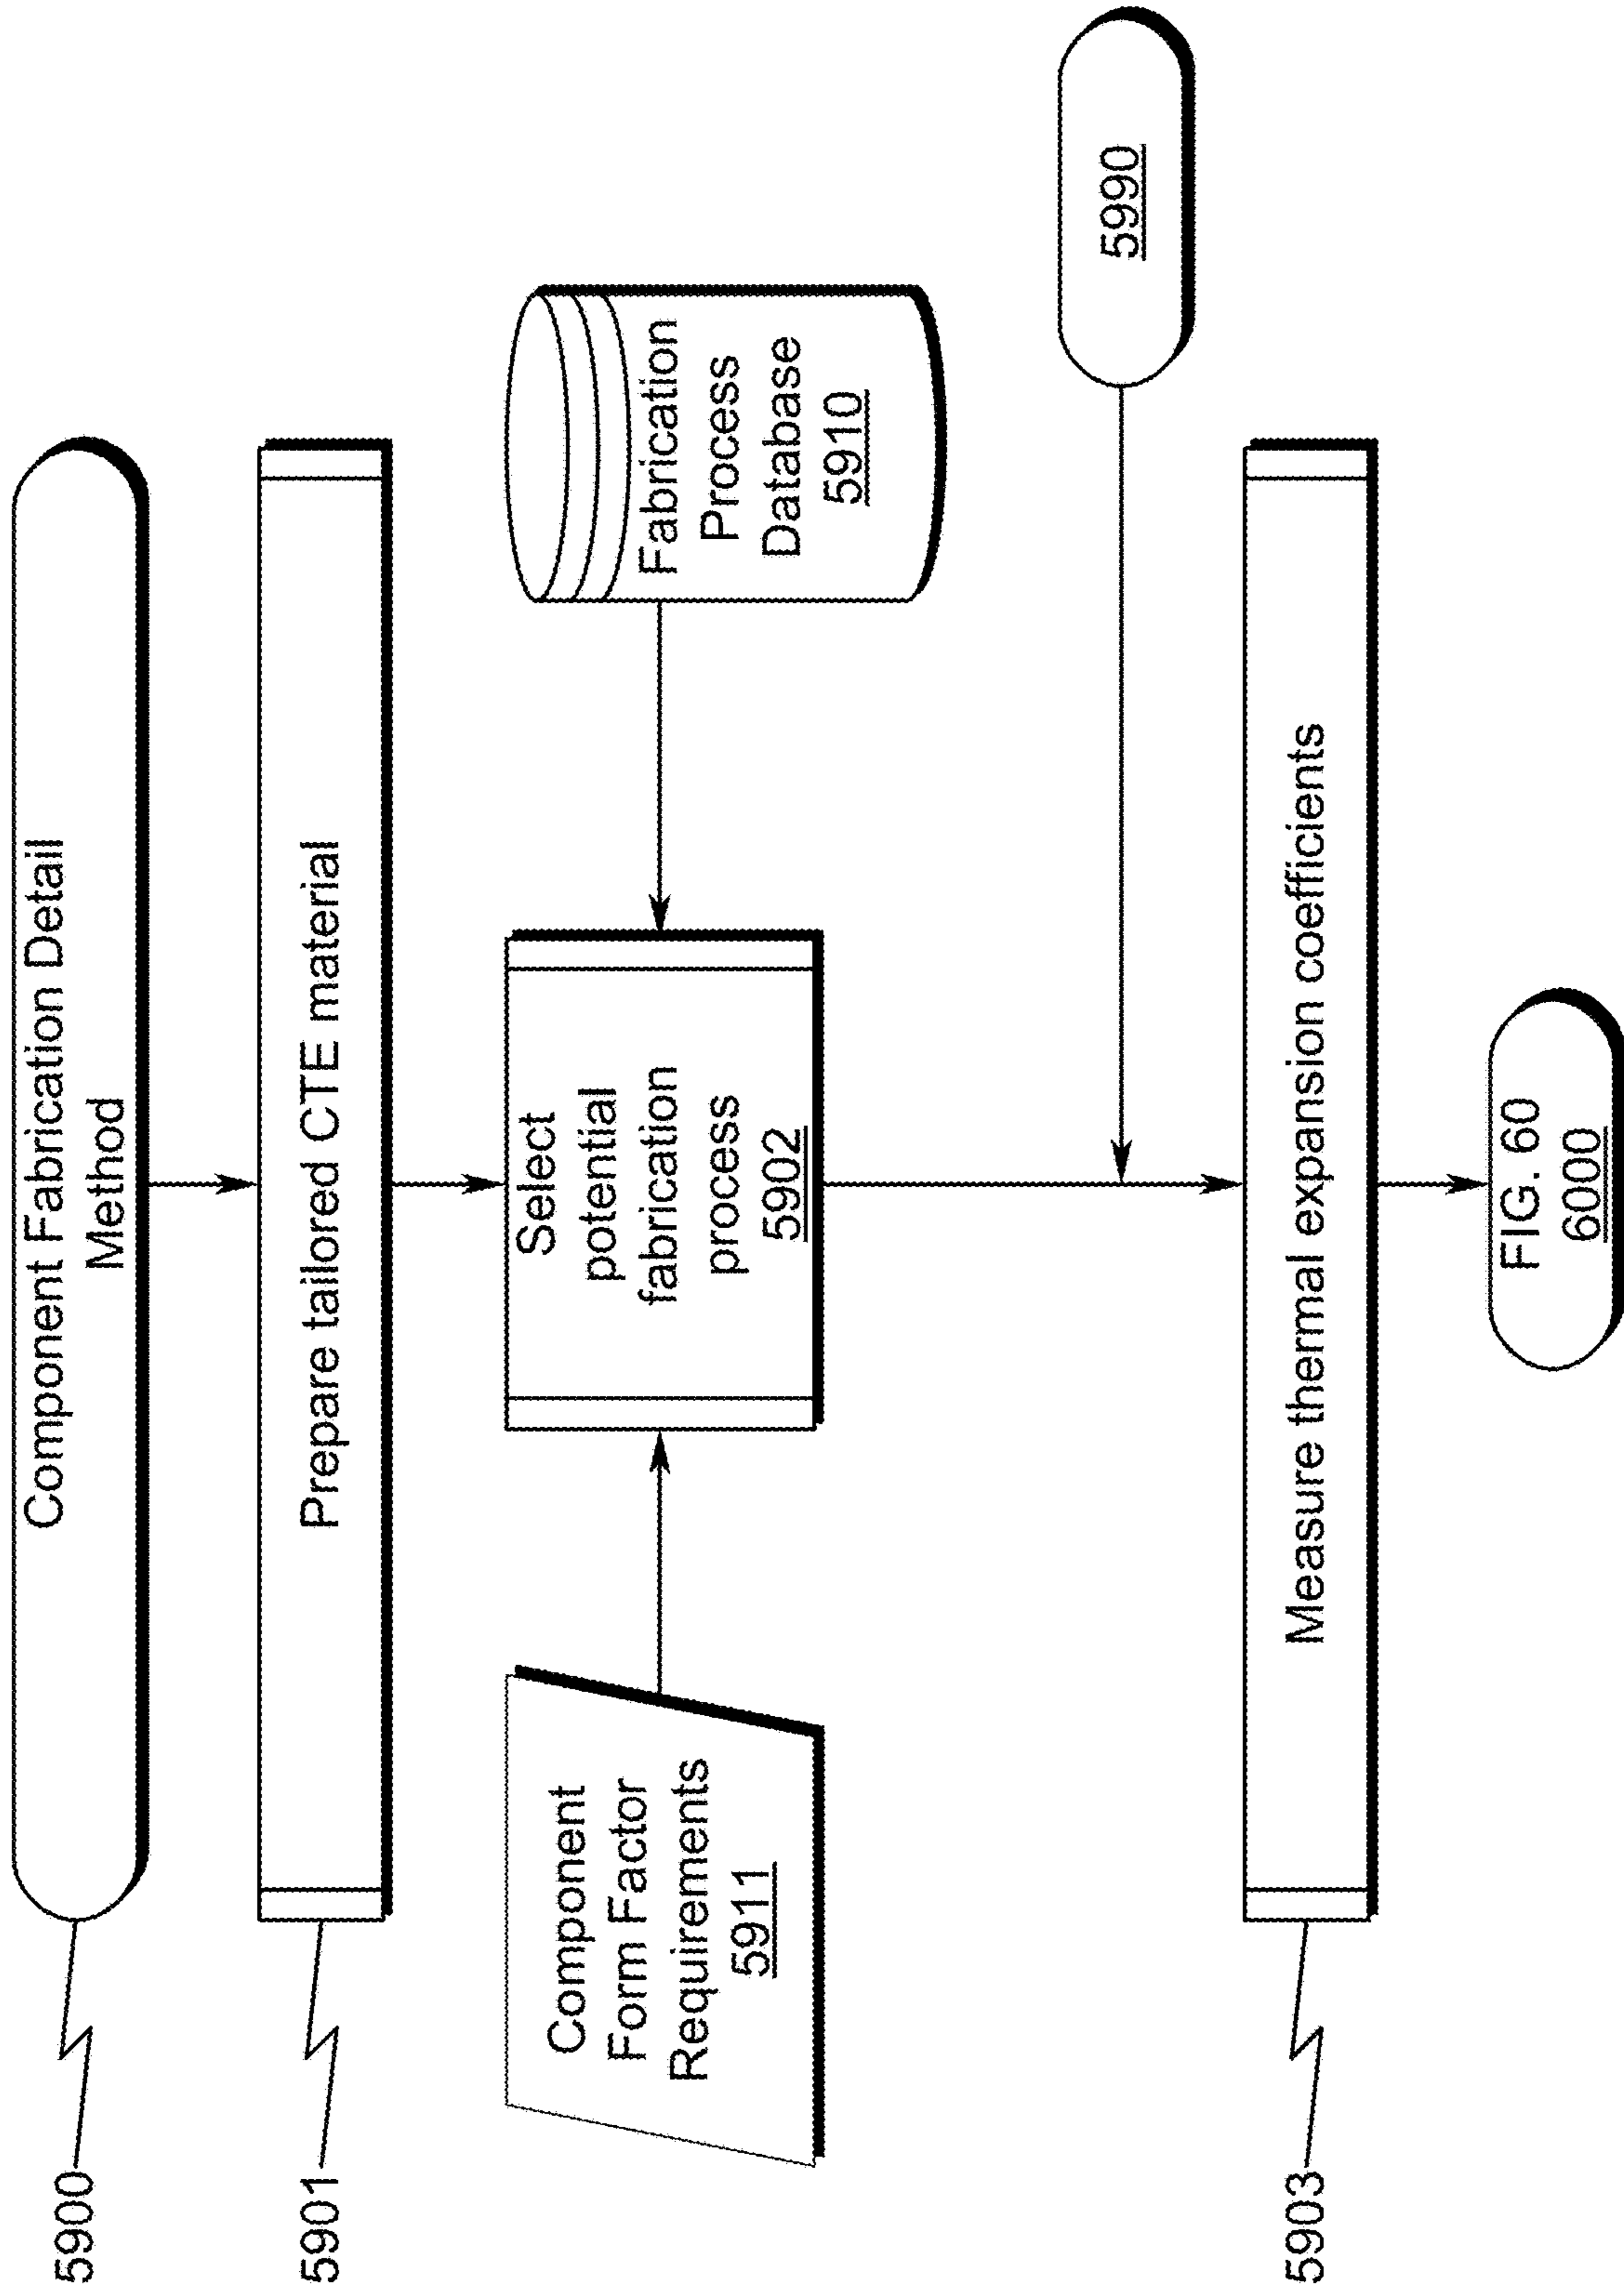 5900
Component Fabrication Detail
Method
5901
Prepare tailored CTE material
Component
Form Factor
Requirements
5911
Select
potential
fabrication
process
5902
Fabrication
Process
Database
5910
5990
5903
Measure thermal expansion coefficients
FIG. 60
6000